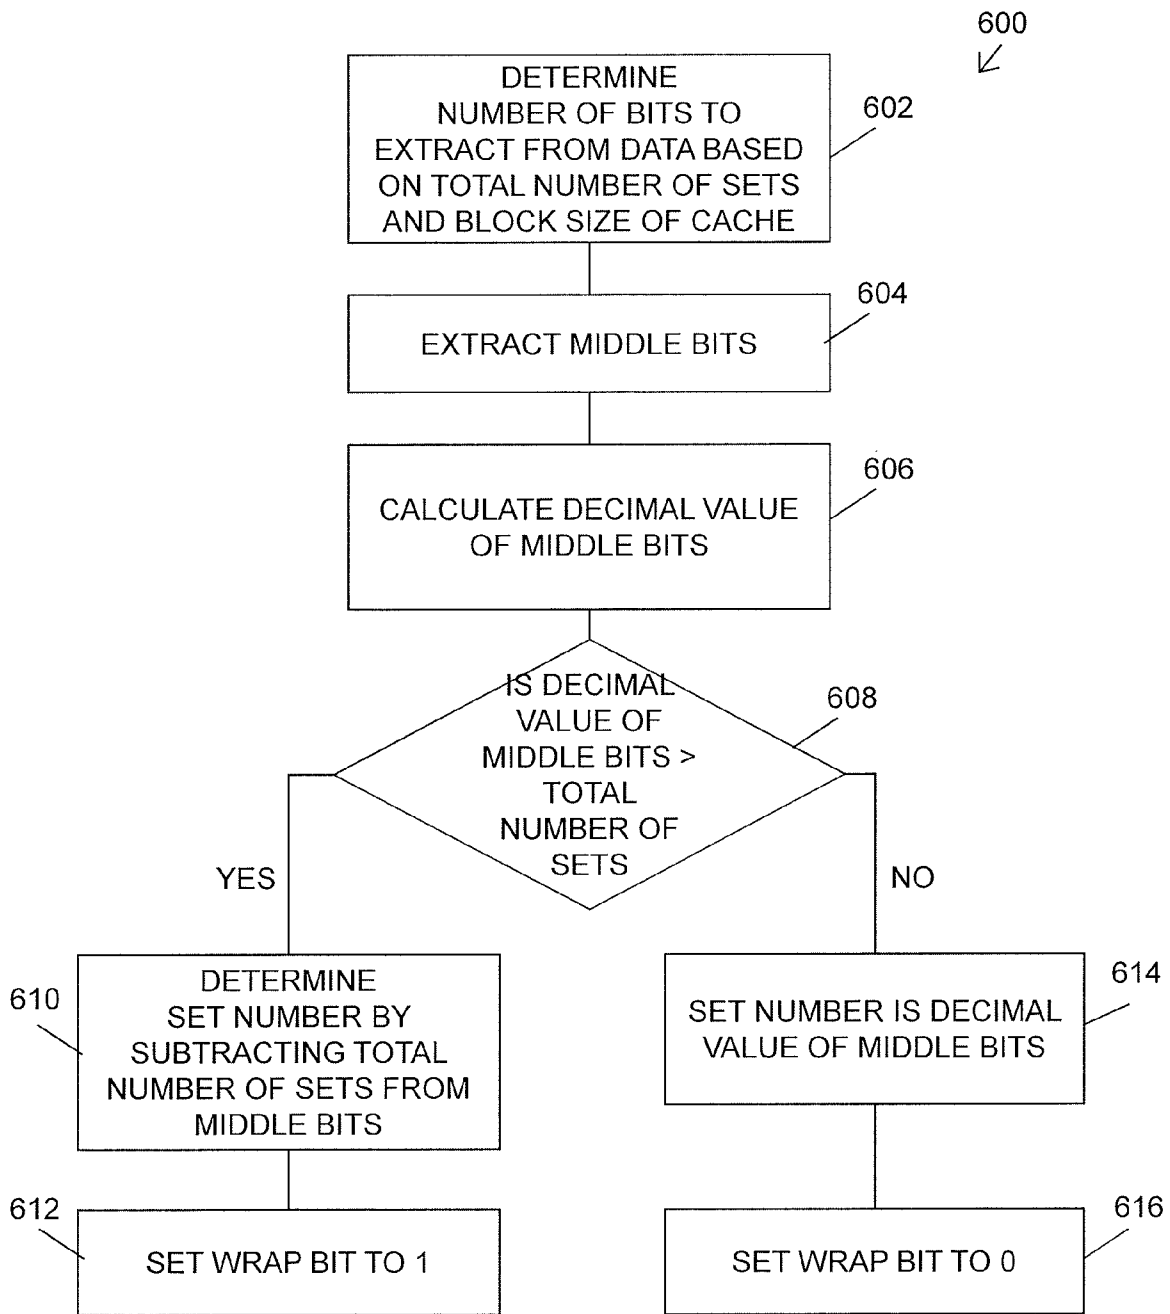 600
DETERMINE
NUMBER OF BITS TO
EXTRACT FROM DATA BASED
ON TOTAL NUMBER OF SETS
AND BLOCK SIZE OF CACHE
602
EXTRACT MIDDLE BITS
604
CALCULATE DECIMAL VALUE
OF MIDDLE BITS
606
IS DECIMAL
VALUE OF
MIDDLE BITS >
TOTAL
NUMBER OF
SETS
608
YES
NO
610
DETERMINE
SET NUMBER BY
SUBTRACTING TOTAL
NUMBER OF SETS FROM
MIDDLE BITS
SET NUMBER IS DECIMAL
VALUE OF MIDDLE BITS
614
612
SET WRAP BIT TO 1
SET WRAP BIT TO 0
616